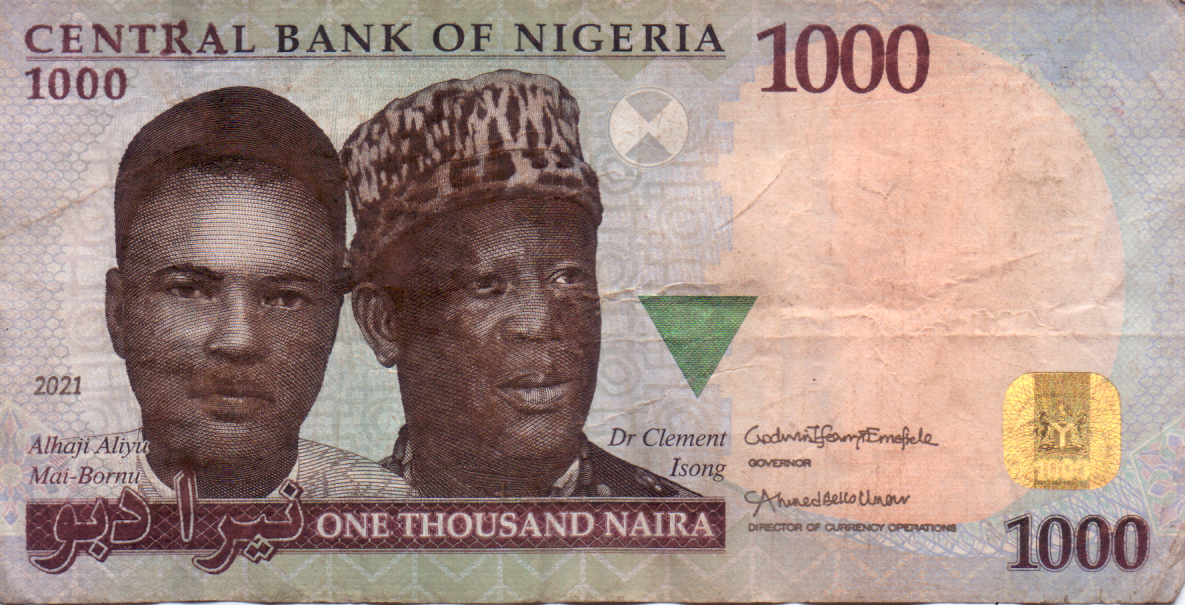 CENTRAL BANK OF NIGERIA
1000
1000
2021
Alhaji Aliyu
Mai-Bornu
Dr Clement
Isong
GodwinIfeanyiEmefiele
GOVERNOR
AhmedBelloUmar
DIRECTOR OF CURRENCY OPERATIONS
نيرا دبو
ONE THOUSAND NAIRA
1000
1000